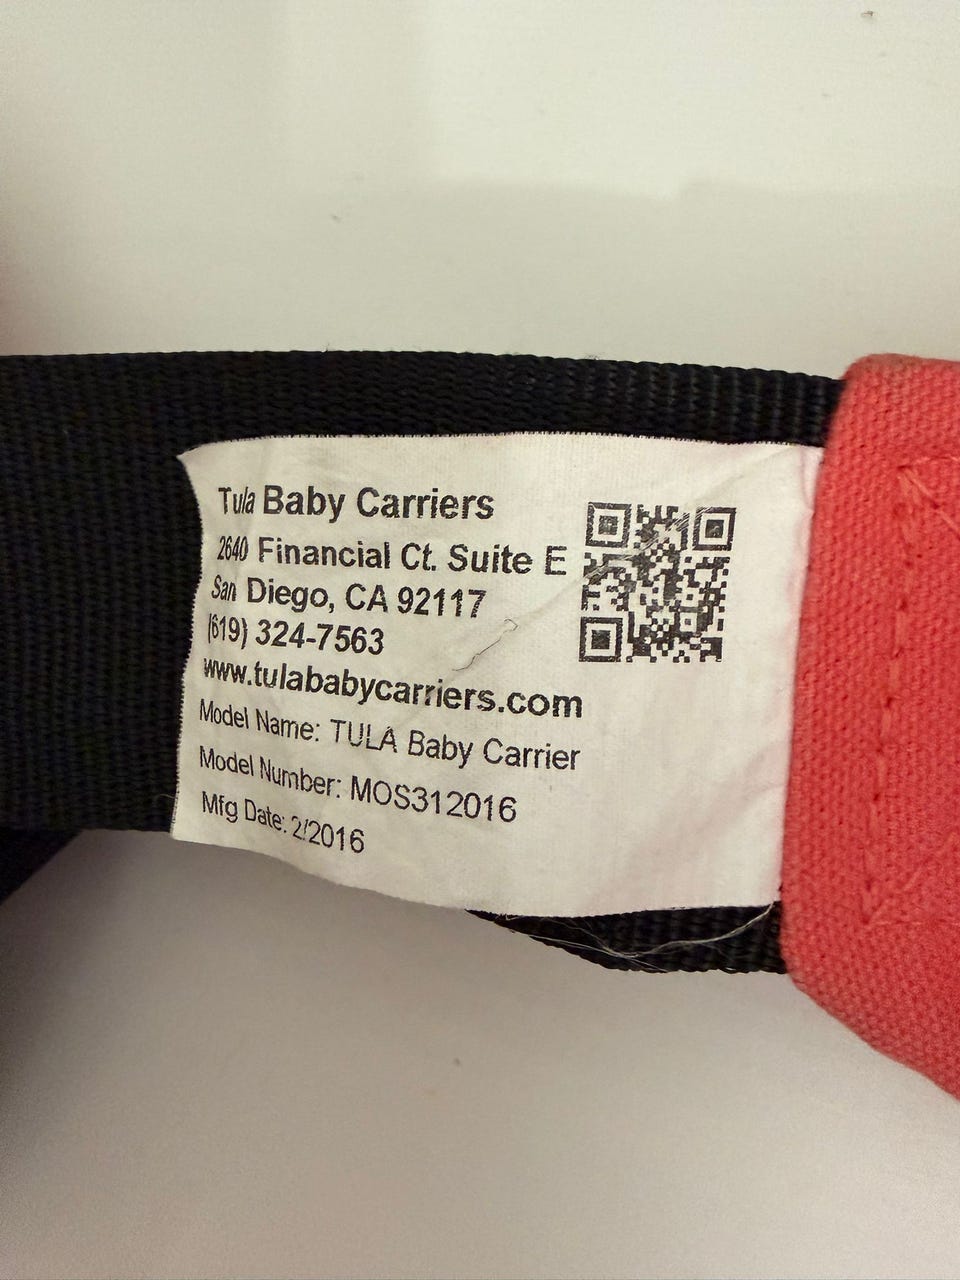 Tula Baby Carriers
2640 Financial Ct. Suite E
San Diego, CA 92117
(619) 324-7563
www.tulababycarriers.com
Model Name: TULA Baby Carrier
Model Number: MOS312016
Mfg Date: 2/2016